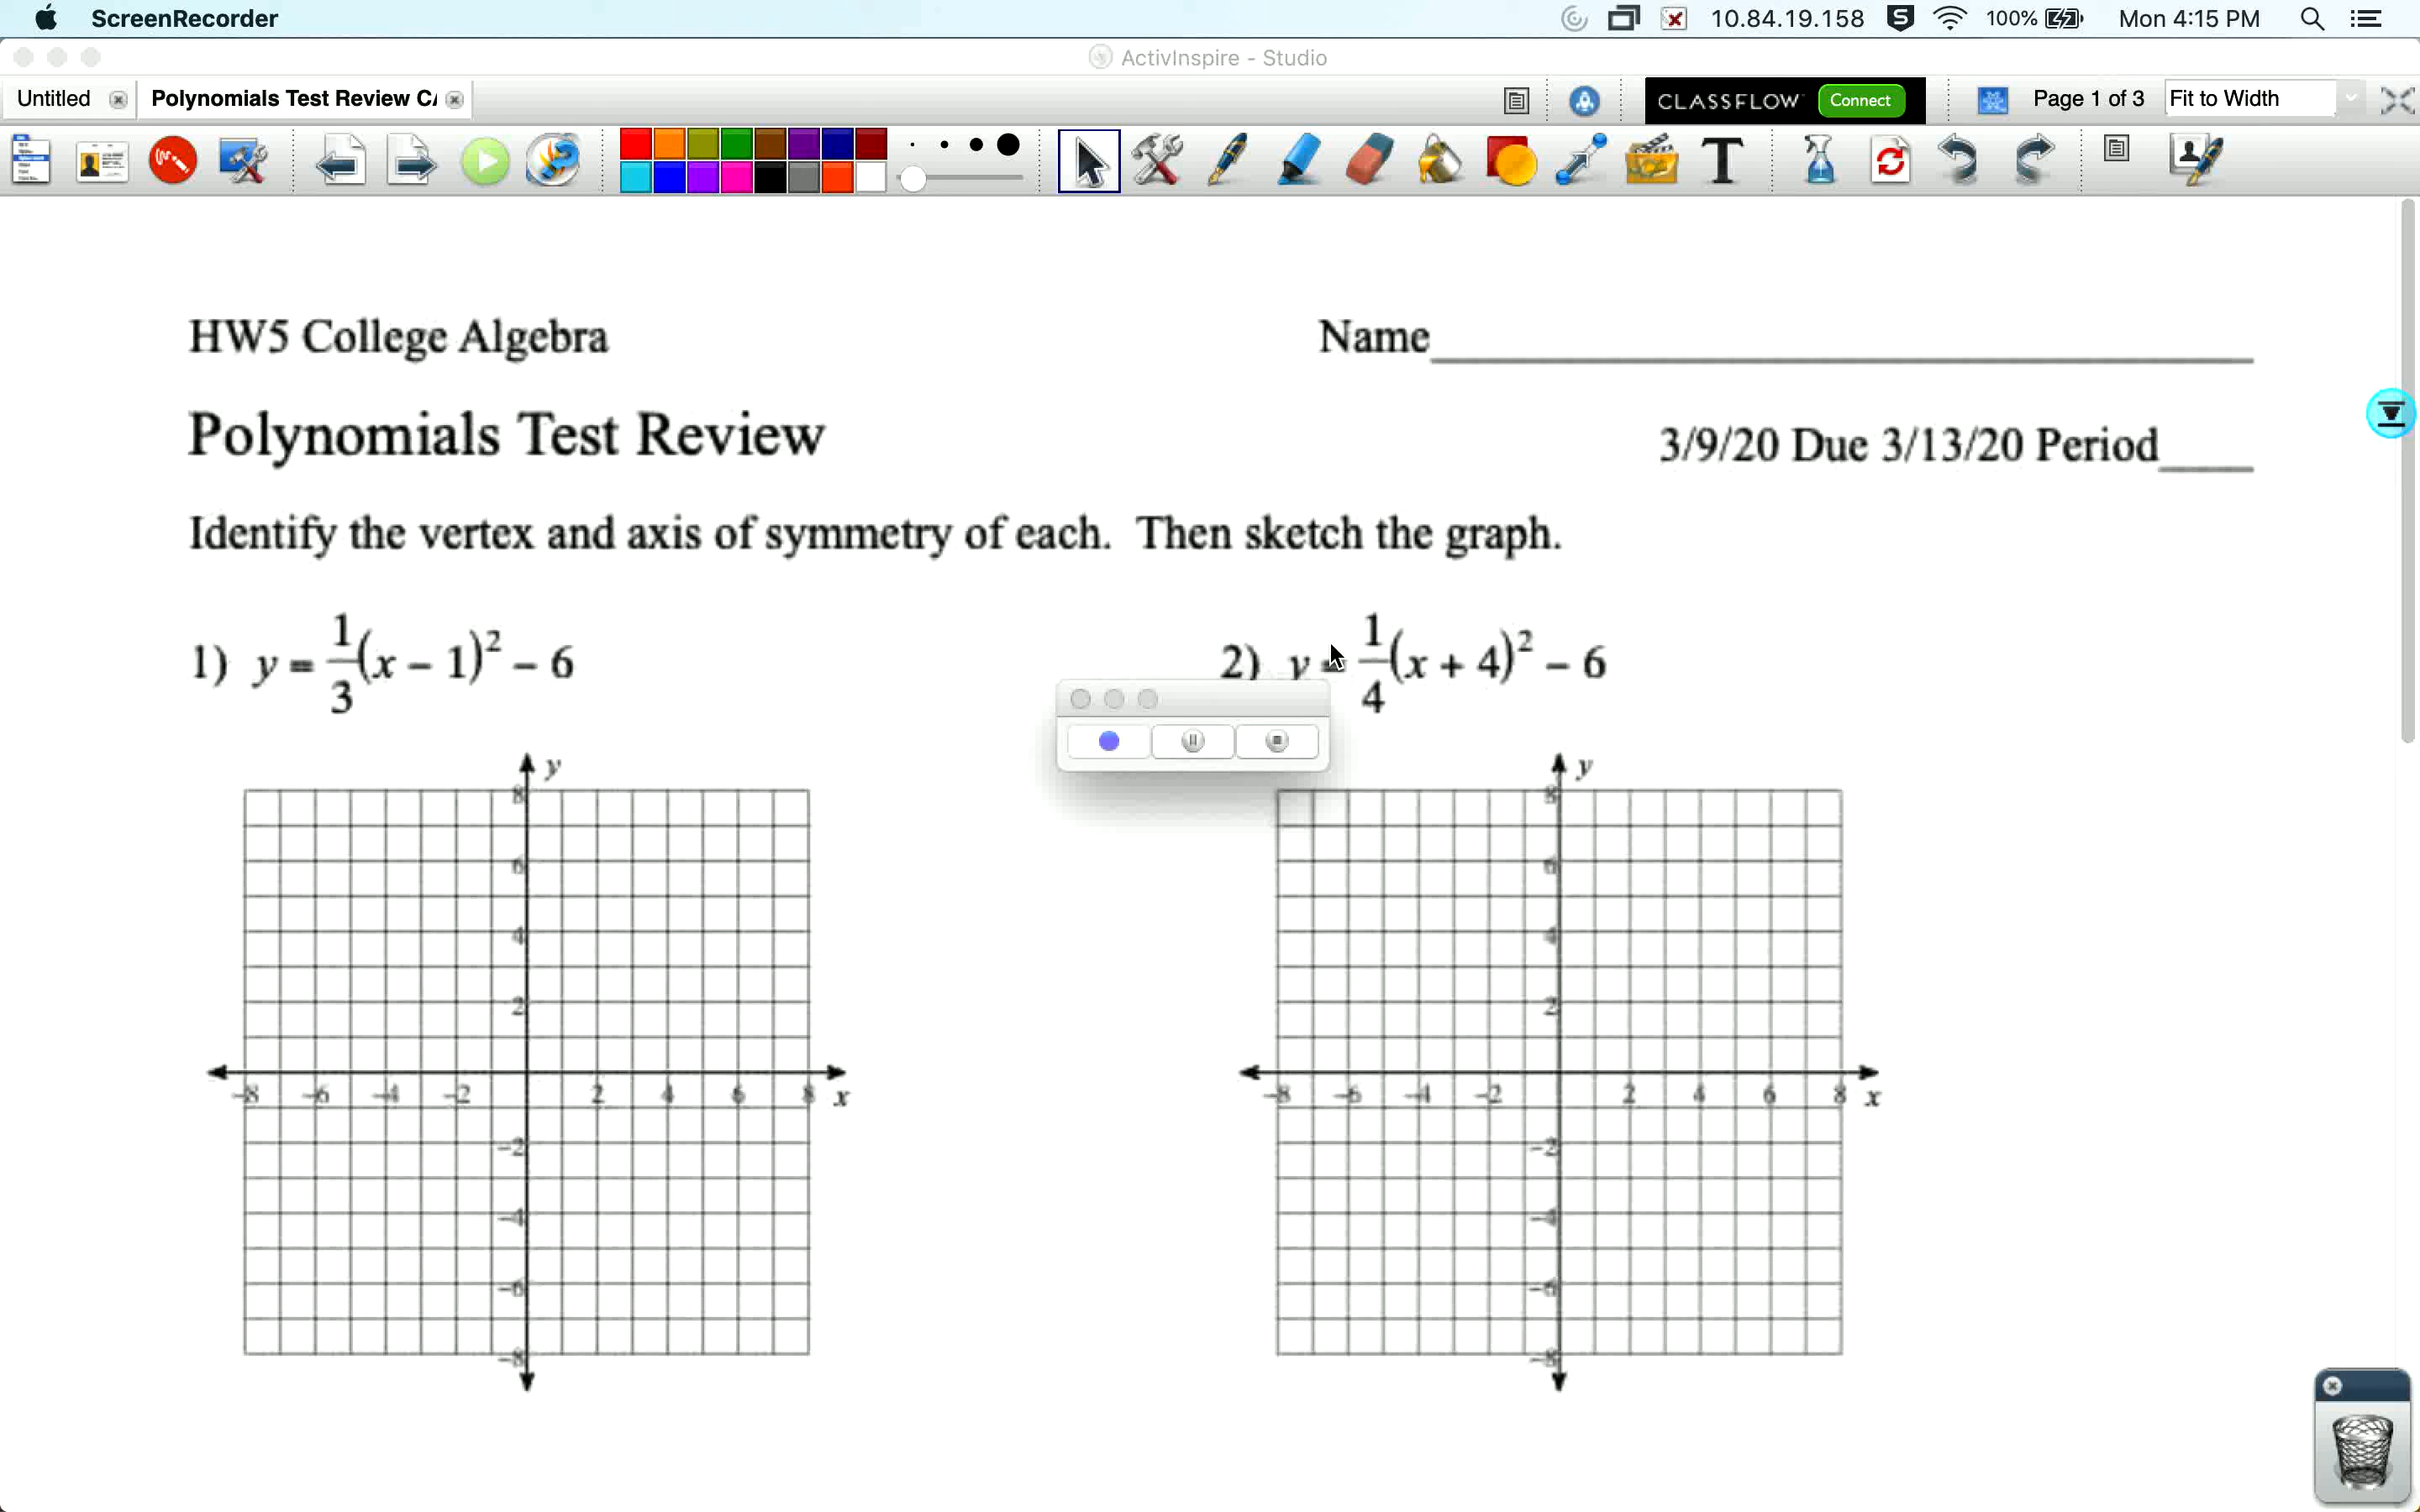 ScreenRecorder 10.84.19.158 100% Mon 4:15 PM
ActivInspire - Studio
Untitled Polynomials Test Review C CLASSFLOW Connect Page 1 of 3 Fit to Width
T
HW5 College Algebra Name
Polynomials Test Review 3/9/20 Due 3/13/20 Period
Identify the vertex and axis of symmetry of each. Then sketch the graph.
1) y = 1/3(x − 1)² − 6
2) y = 1/4(x + 4)² − 6
y
8
6
4
2
-8 -6 -4 -2 2 4 6 8 x
-2
-4
-6
-8
y
8
6
4
2
-8 -6 -4 -2 2 4 6 8 x
-2
-4
-6
-8